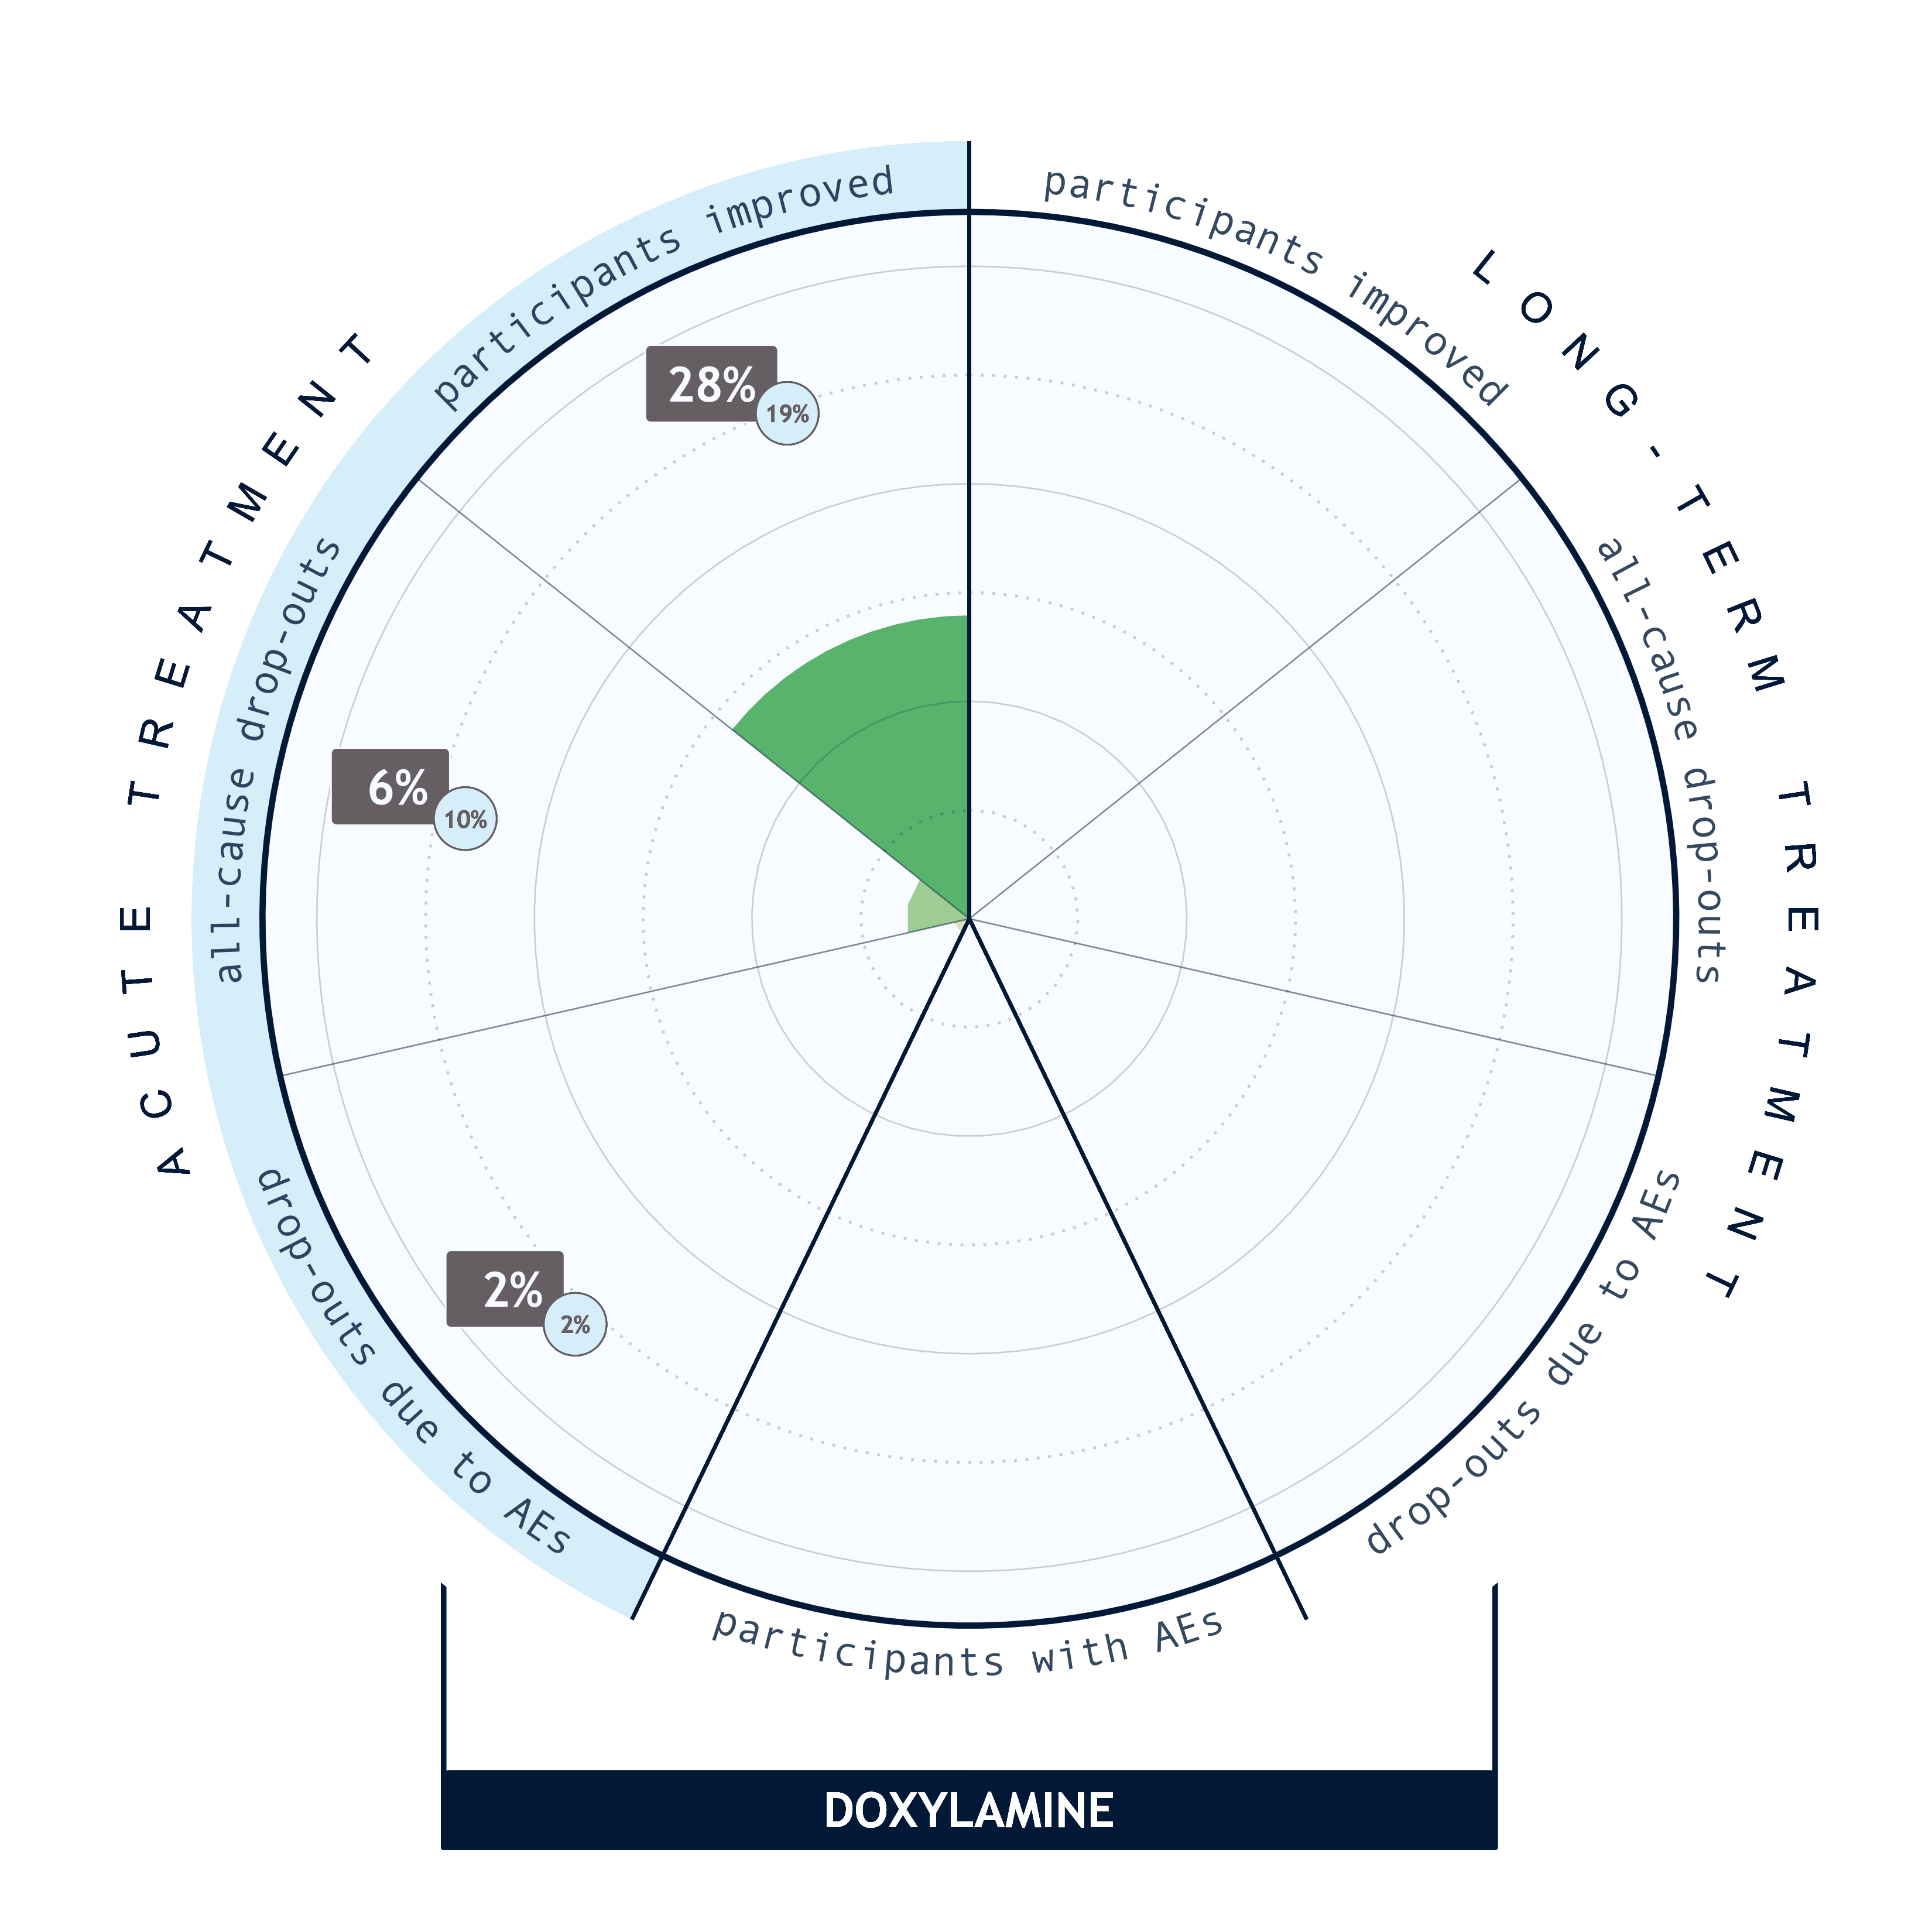 ACUTE TREATMENT
LONG-TERM TREATMENT
participants improved
participants improved
28%
19%
all-cause drop-outs
all-cause drop-outs
6%
10%
drop-outs due to AEs
drop-outs due to AEs
2%
2%
participants with AEs
DOXYLAMINE